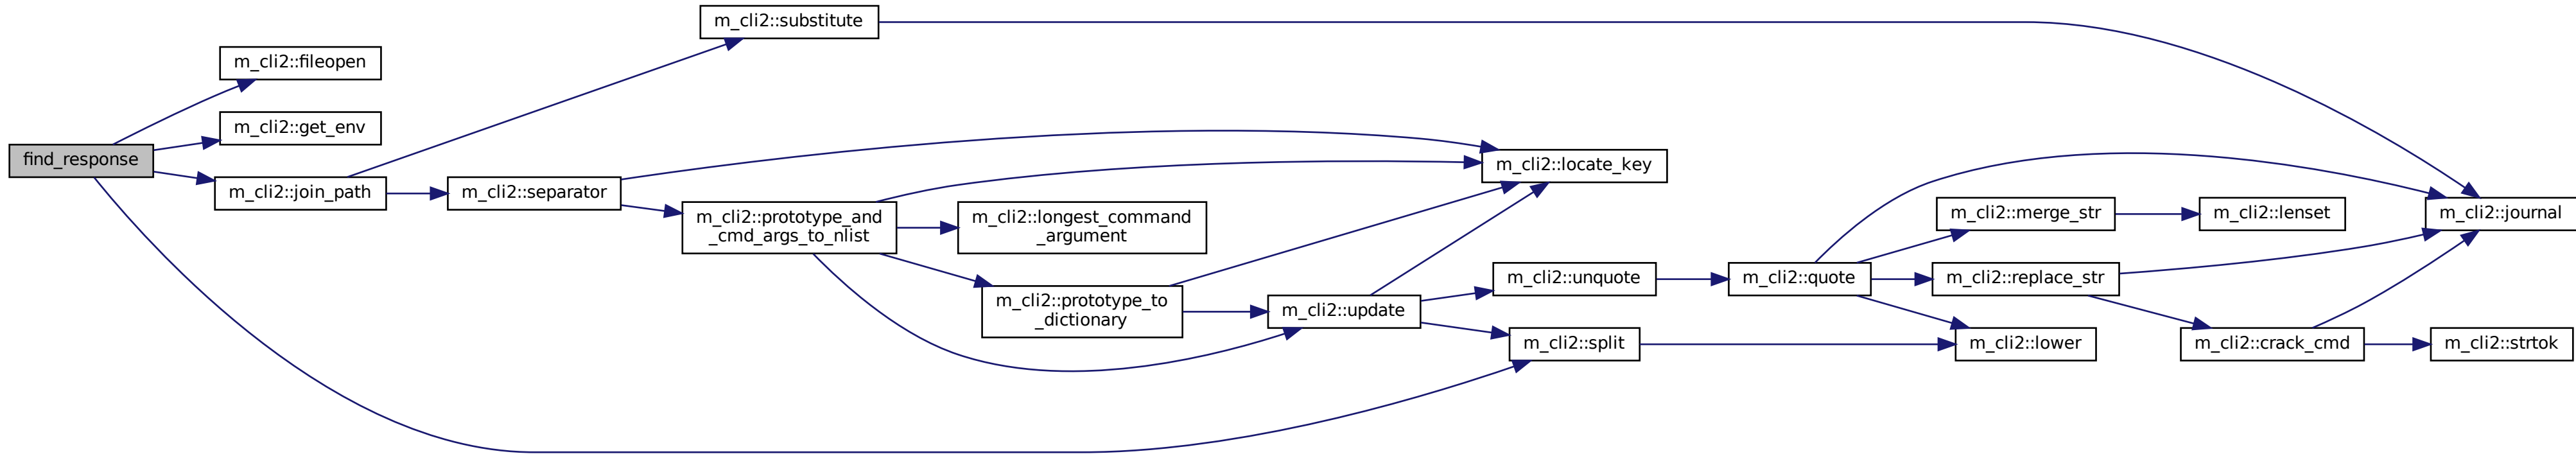 find_response
m_cli2::fileopen
m_cli2::get_env
m_cli2::join_path
m_cli2::separator
m_cli2::substitute
m_cli2::prototype_and
_cmd_args_to_nlist
m_cli2::longest_command
_argument
m_cli2::prototype_to
_dictionary
m_cli2::update
m_cli2::locate_key
m_cli2::unquote
m_cli2::split
m_cli2::quote
m_cli2::merge_str
m_cli2::replace_str
m_cli2::lower
m_cli2::lenset
m_cli2::crack_cmd
m_cli2::journal
m_cli2::strtok